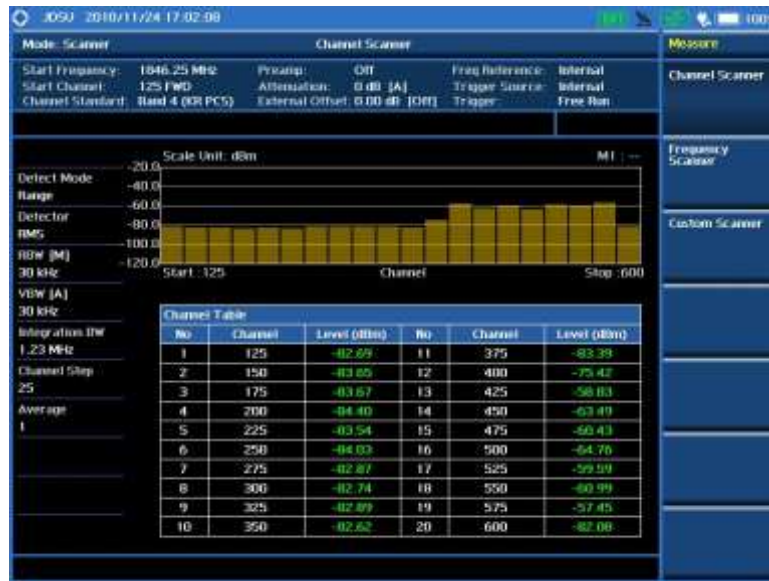 JDSU 2010/11/24 17:02:08
100
Mode: Scanner Channel Scanner
Measure
Start Frequency: 1846.25 MHz Preamp: Off Freq Reference: Internal
Start Channel: 125 FWD Attenuation: 0 dB [A] Trigger Source: Internal
Channel Standard: Band 4 (KR PCS) External Offset: 0.00 dB [Off] Trigger: Free Run
Channel Scanner
Frequency Scanner
Custom Scanner
Scale Unit: dBm M1 : --
-20.0
-40.0
-60.0
-80.0
-100.0
-120.0
Start :125 Channel Stop :600
Detect Mode
Range
Detector
RMS
RBW [M]
30 kHz
VBW [A]
30 kHz
Integration BW
1.23 MHz
Channel Step
25
Average
1
Channel Table
No Channel Level (dBm) No Channel Level (dBm)
1 125 -82.69 11 375 -83.39
2 150 -83.65 12 400 -75.42
3 175 -83.67 13 425 -58.83
4 200 -84.40 14 450 -63.49
5 225 -83.54 15 475
6 250 -84.03 16 500 -64.76
7 275 -82.87 17 525 -59.59
8 300 -82.74 18 550 -60.99
9 325 19 575 -57.45
10 350 -82.62 20 600 -82.08